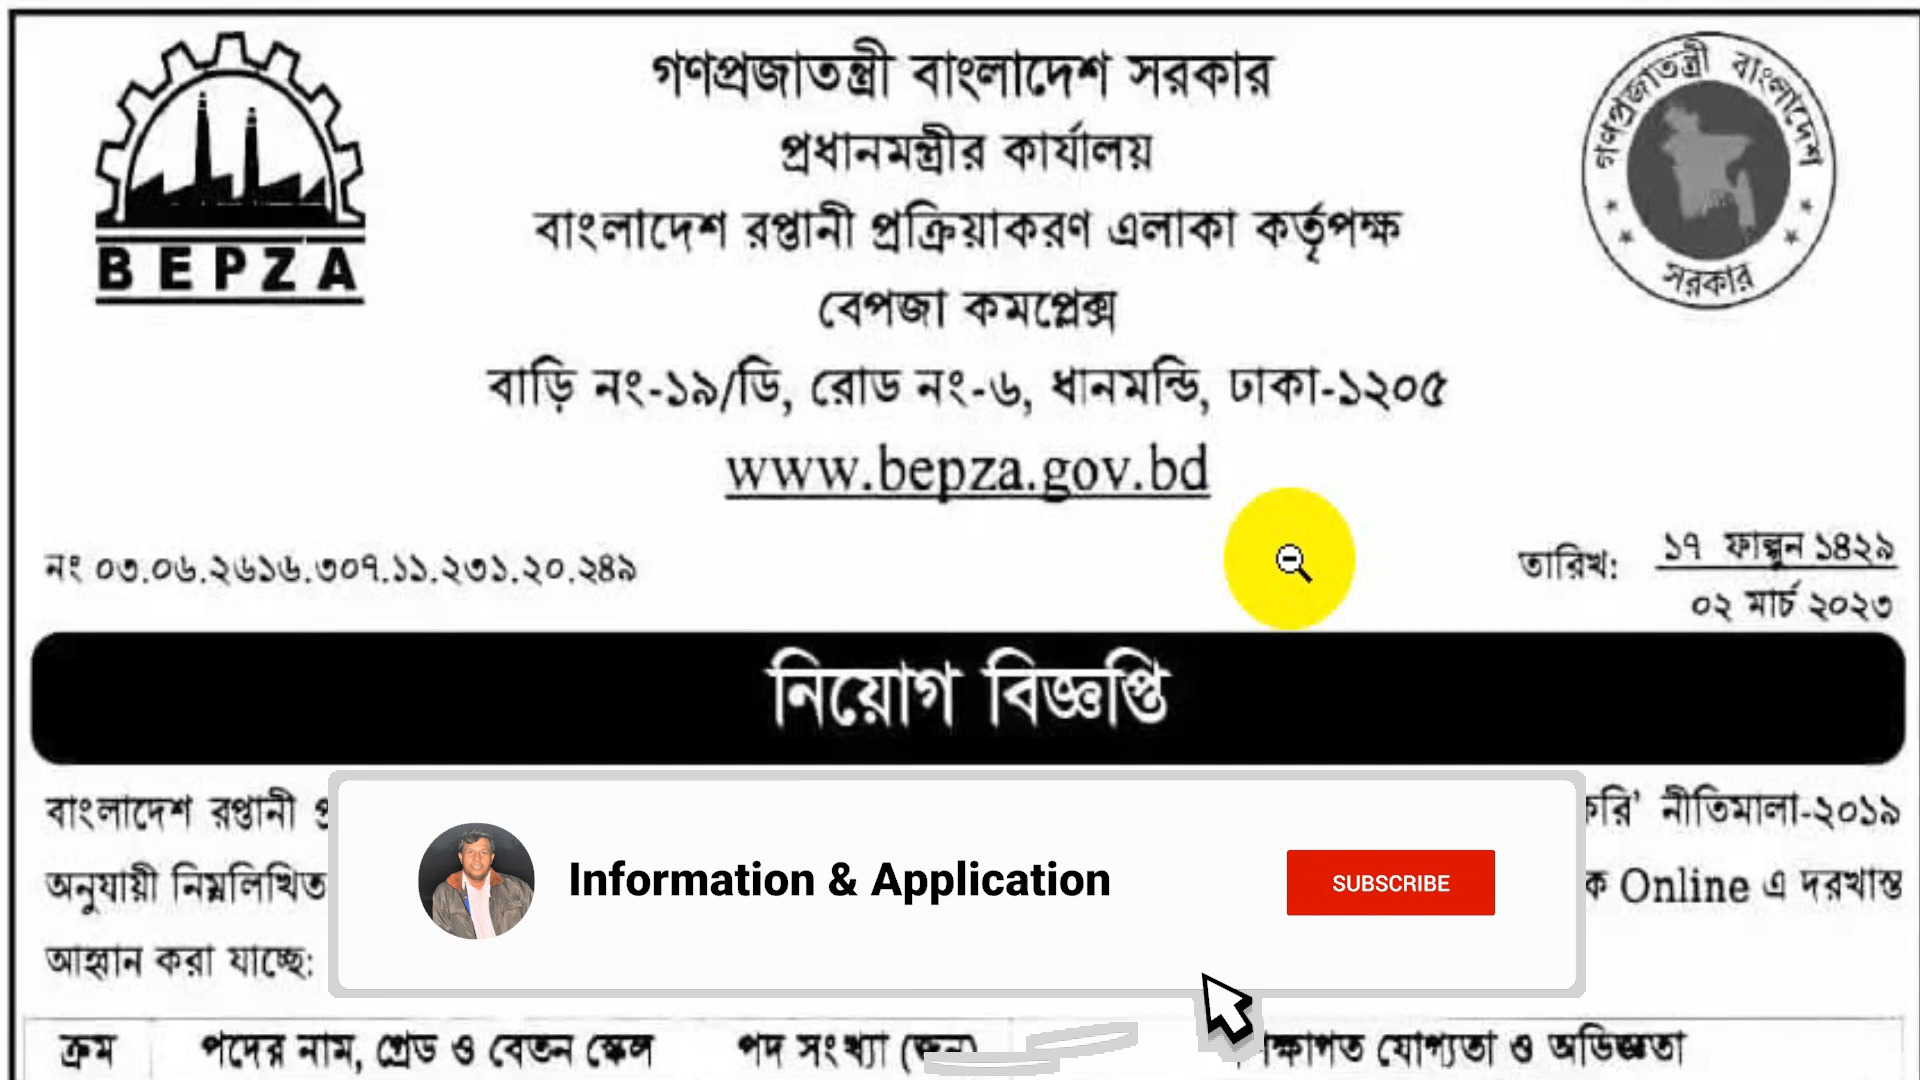 BEPZA
গণপ্রজাতন্ত্রী বাংলাদেশ সরকার
প্রধানমন্ত্রীর কার্যালয়
বাংলাদেশ রপ্তানী প্রক্রিয়াকরণ এলাকা কর্তৃপক্ষ
বেপজা কমপ্লেক্স
বাড়ি নং-১৯/ডি, রোড নং-৬, ধানমন্ডি, ঢাকা-১২০৫
www.bepza.gov.bd
গণপ্রজাতন্ত্রী বাংলাদেশ
সরকার
নং ০৩.০৬.২৬১৬.৩০৭.১১.২৩১.২০.২৪৯
তারিখ: ১৭ ফাল্গুন ১৪২৯
০২ মার্চ ২০২৩
নিয়োগ বিজ্ঞপ্তি
বাংলাদেশ রপ্তানী নীতিমালা-২০১৯
অনুযায়ী নিম্নলিখিত Online এ দরখাস্ত
আহ্বান করা যাচ্ছে:
Information & Application
SUBSCRIBE
ক্রম পদের নাম, গ্রেড ও বেতন স্কেল পদ সংখ্যা যোগ্যতা ও অভিজ্ঞতা